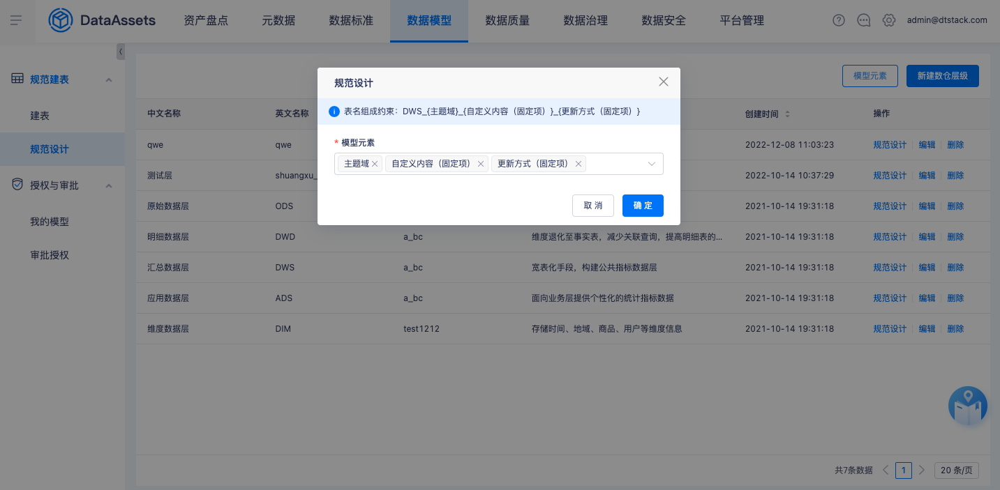 DataAssets 资产盘点 元数据 数据标准 数据模型 数据质量 数据治理 数据安全 平台管理 admin@dtstack.com
规范建表
建表
规范设计
授权与审批
我的模型
审批授权
模型元素 新建数仓层级
规范设计
表名组成约束：DWS_{主题域}_{自定义内容（固定项）}_{更新方式（固定项）}
* 模型元素
主题域 自定义内容（固定项） 更新方式（固定项）
取 消 确 定
中文名称 英文名称 创建时间 操作
qwe qwe 2022-12-08 11:03:23 规范设计 编辑 删除
测试层 shuangxu_ 2022-10-14 10:37:29 规范设计 编辑 删除
原始数据层 ODS 2021-10-14 19:31:18 规范设计 编辑 删除
明细数据层 DWD a_bc 维度退化至事实表，减少关联查询，提高明细表的... 2021-10-14 19:31:18 规范设计 编辑 删除
汇总数据层 DWS a_bc 宽表化手段，构建公共指标数据层 2021-10-14 19:31:18 规范设计 编辑 删除
应用数据层 ADS a_bc 面向业务层提供个性化的统计指标数据 2021-10-14 19:31:18 规范设计 编辑 删除
维度数据层 DIM test1212 存储时间、地域、商品、用户等维度信息 2021-10-14 19:31:18 规范设计 编辑 删除
共7条数据 1 20 条/页